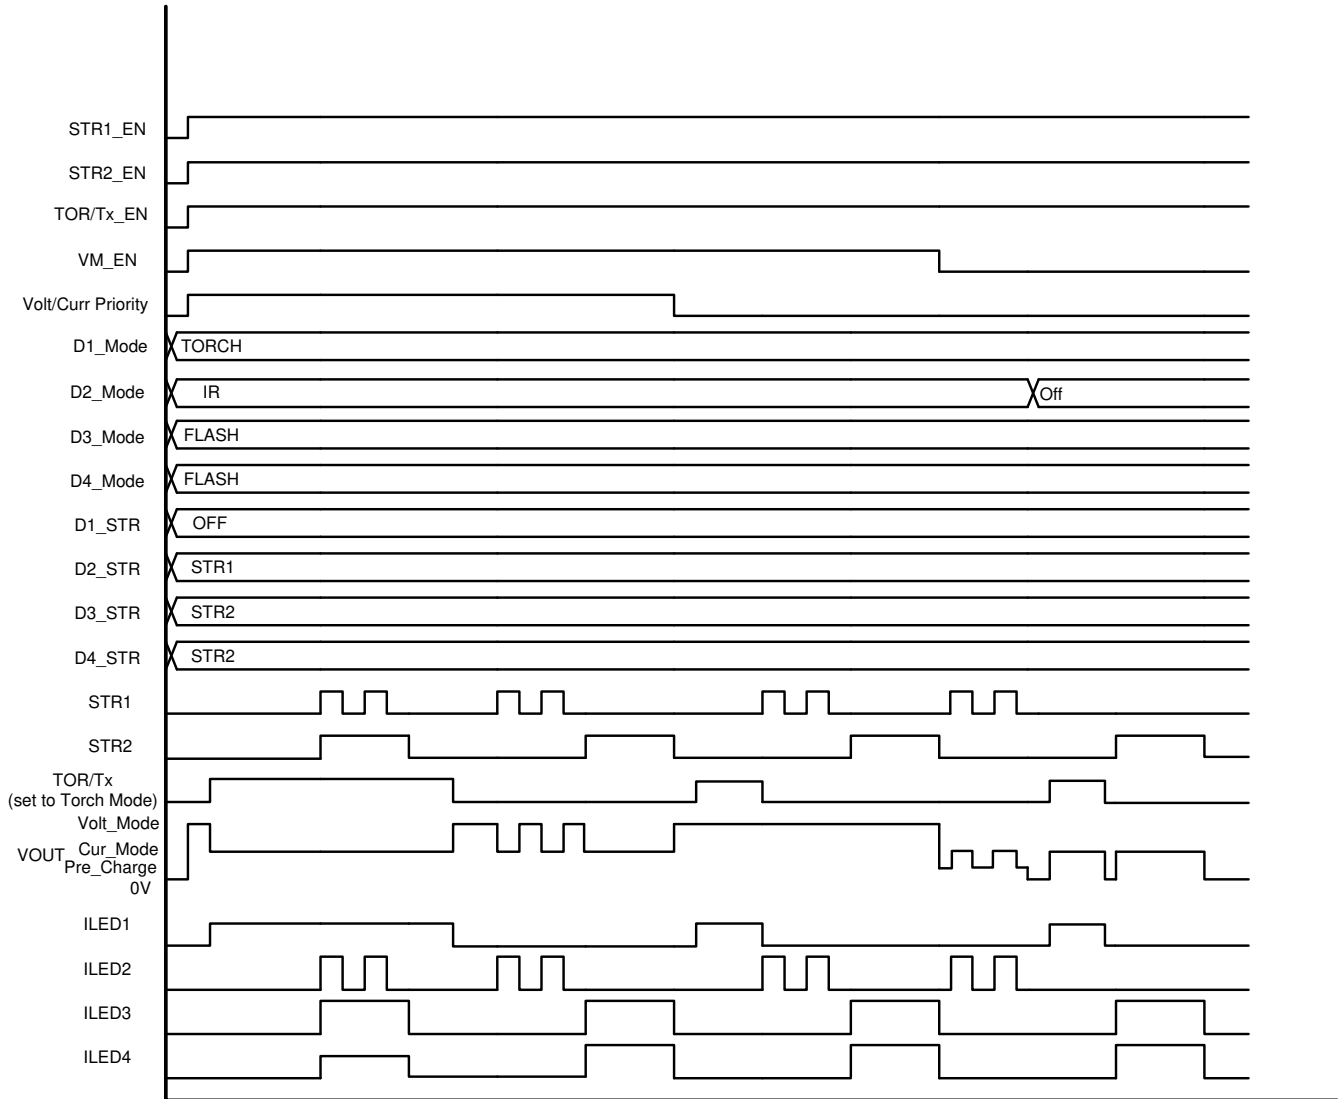 STR1_EN
STR2_EN
TOR/Tx_EN
VM_EN
Volt/Curr Priority
D1_Mode TORCH
D2_Mode IR Off
D3_Mode FLASH
D4_Mode FLASH
D1_STR OFF
D2_STR STR1
D3_STR STR2
D4_STR STR2
STR1
STR2
TOR/Tx
(set to Torch Mode)
Volt_Mode
VOUT Cur_Mode
Pre_Charge
0V
ILED1
ILED2
ILED3
ILED4